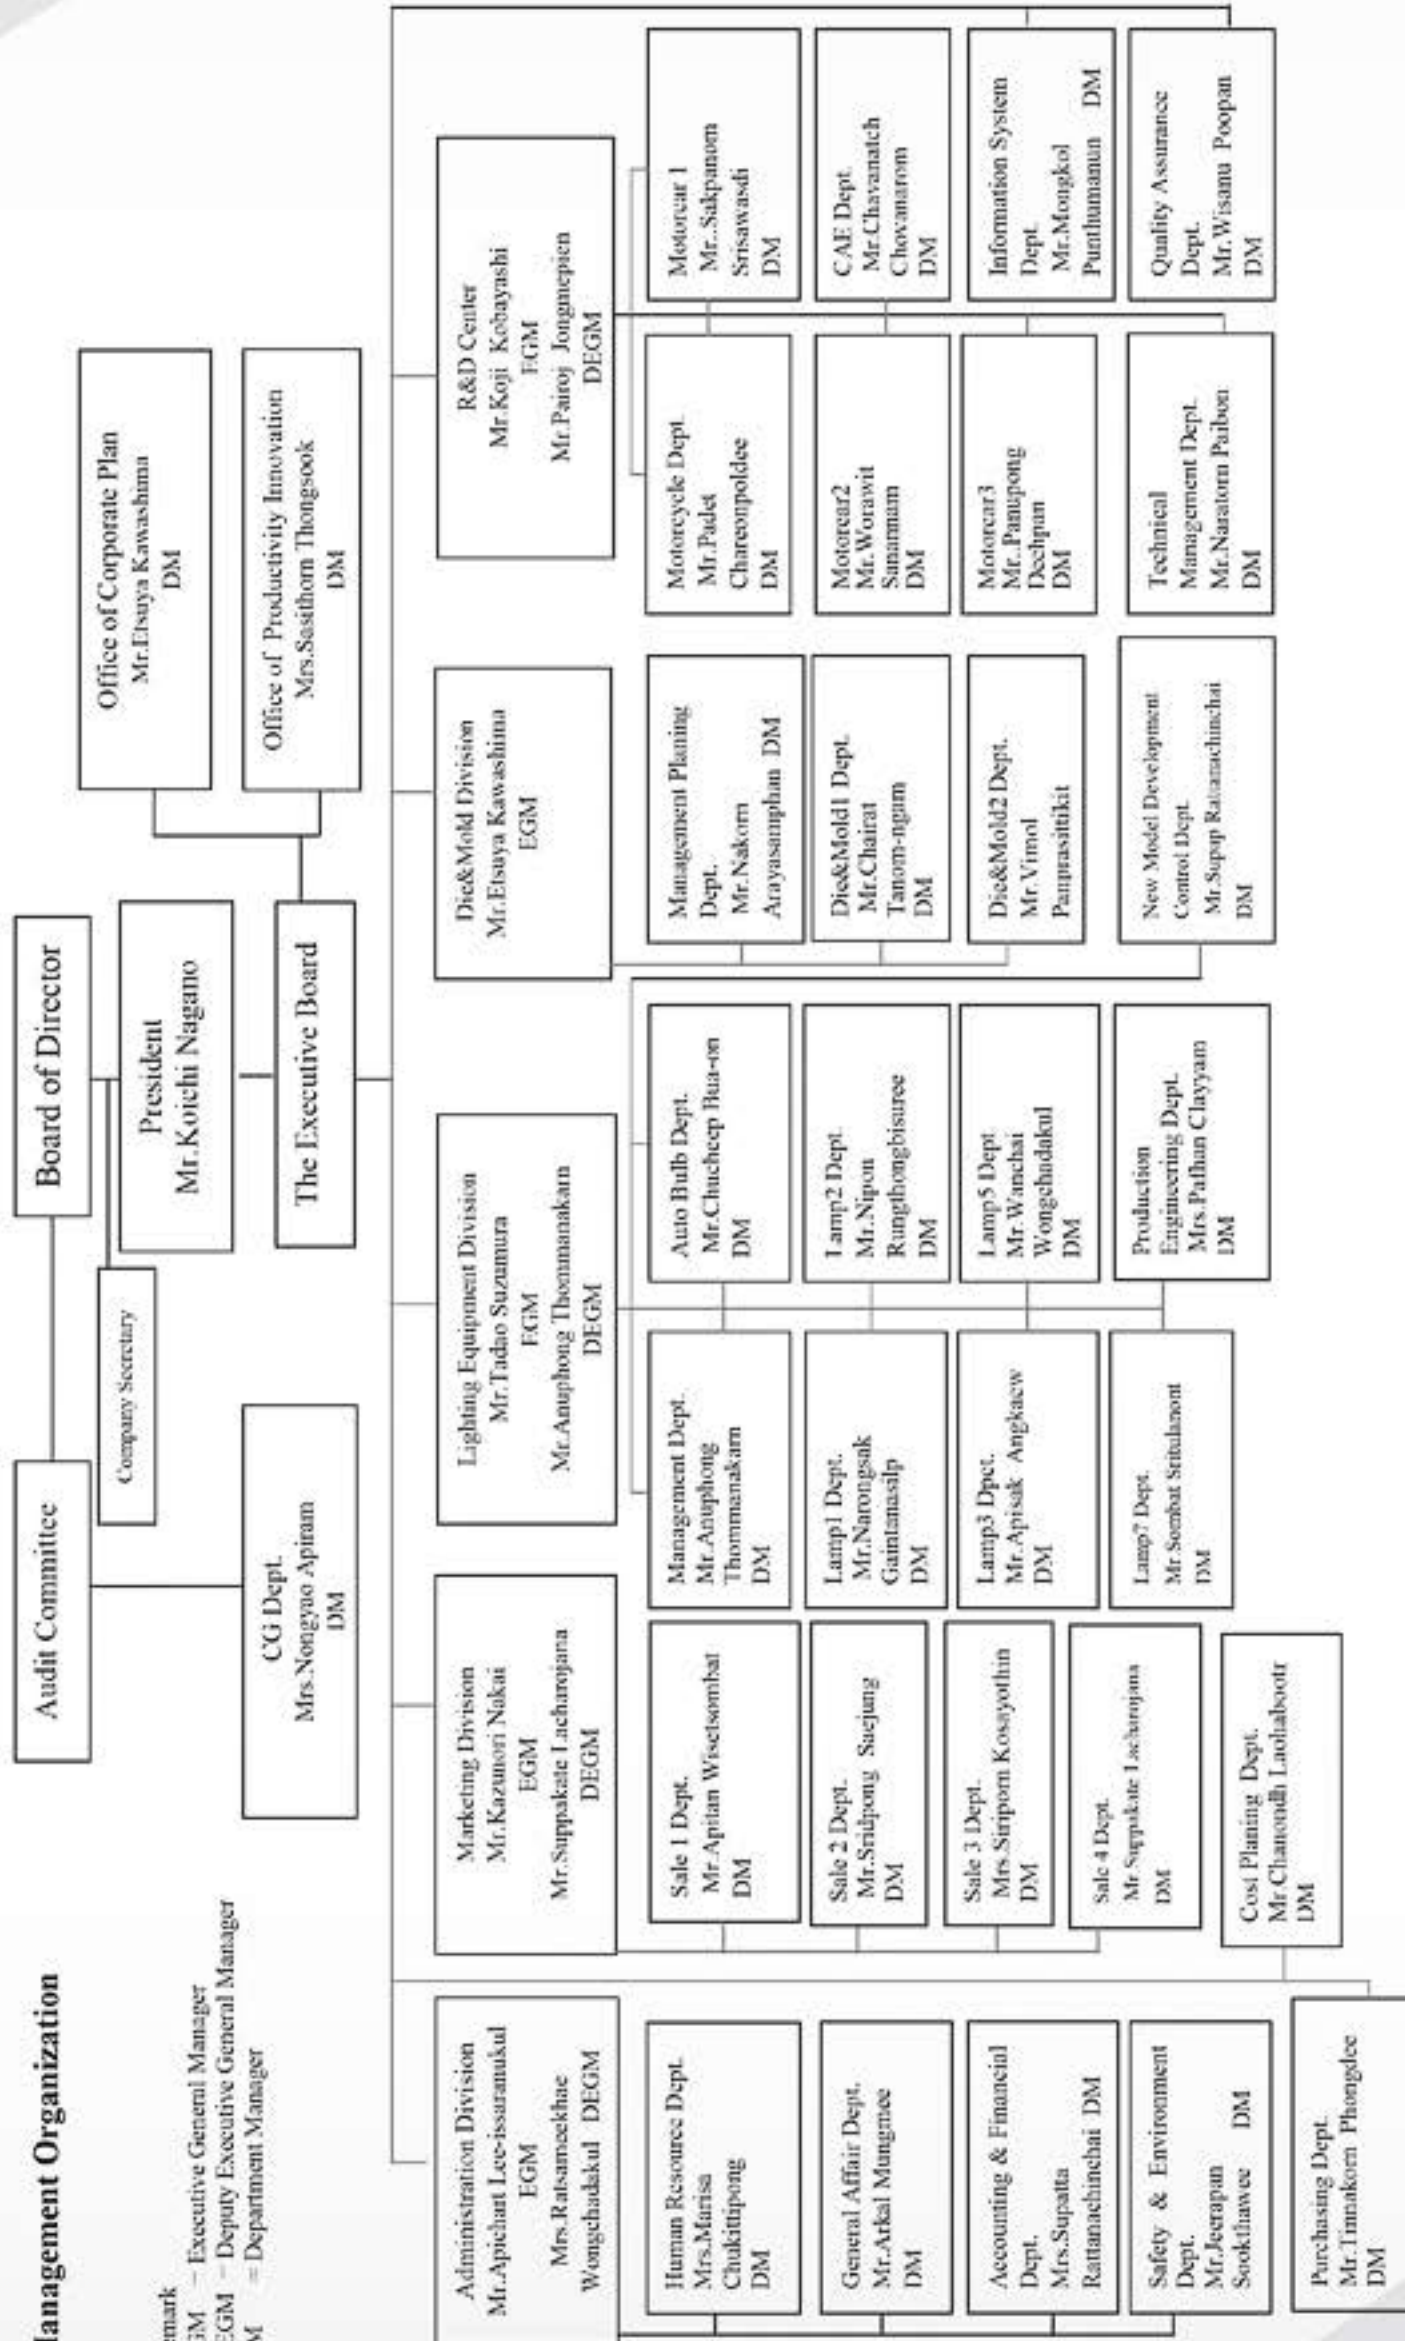 Management Organization
EGM = Executive General Manager
DEGM = Deputy Executive General Manager
DM = Department Manager
Audit Committee
Board of Director
Company Secretary
President
Mr.Koichi Nagano
CG Dept.
Mrs.Nongyao Apiram
DM
The Executive Board
Office of Corporate Plan
Mr.Etsuya Kawashima
DM
Office of Productivity Innovation
Mrs.Sasithorn Thongsook
DM
Administration Division
Mr.Apichart Lee-issaranukul
EGM
Mrs.Ratsameekhae
Wongchadakul DEGM
Human Resource Dept.
Mrs.Marisa
Chukittipong
DM
General Affair Dept.
Mr.Arkal Mungmee
DM
Accounting & Financial
Dept.
Mrs.Supatta
Rattanachinchai DM
Safety & Environment
Dept.
Mr.Jeerapan
Sookthawee DM
Purchasing Dept.
Mr.Tinnakorn Phongdee
DM
Marketing Division
Mr.Kazunori Nakai
EGM
Mr.Suppakate Lacharojana
DEGM
Sale 1 Dept.
Mr.Apitan Wisetsombat
DM
Sale 2 Dept.
Mr.Sridpong Saejung
DM
Sale 3 Dept.
Mrs.Siriporn Kosayothin
DM
Sale 4 Dept.
Mr.Suppakate Lacharojana
DM
Cost Planing Dept.
Mr.Chanondh Laohabootr
DM
Lighting Equipment Division
Mr.Tadao Suzumura
EGM
Mr.Anuphong Thommanakarn
DEGM
Management Dept.
Mr.Anuphong
Thommanakarn
DM
Auto Bulb Dept.
Mr.Chucheep Bua-on
DM
Lamp1 Dept.
Mr.Narongsak
Gaintanasilp
DM
Lamp2 Dept.
Mr.Nipon
Rungthongbisuree
DM
Lamp3 Dpct.
Mr.Apisak Angkaew
DM
Lamp5 Dept.
Mr.Wanchai
Wongchadakul
DM
Lamp7 Dept.
Mr Sombat Sritulanont
DM
Production
Engineering Dept.
Mrs.Pathan Clayyam
DM
Die&Mold Division
Mr.Etsuya Kawashima
EGM
Management Planing
Dept.
Mr.Nakorn
Arayasamphan DM
Die&Mold1 Dept.
Mr.Chairat
Tanom-ngam
DM
Die&Mold2 Dept.
Mr.Vimol
Panprasittikit
New Model Development
Control Dept.
Mr.Supap Rattanachinchai
DM
R&D Center
Mr.Koji Kobayashi
EGM
Mr.Pairoj Jongmepien
DEGM
Motorcycle Dept.
Mr.Padet
Chareonpoldee
DM
Motorcar 1
Mr..Sakpanom
Srisawasdi
DM
Motorcar2
Mr.Worawit
Sanannam
DM
CAE Dept.
Mr.Chavanatch
Chovanarom
DM
Motorcar3
Mr..Panupong
Dechpan
DM
Information System
Dept.
Mr.Mongkol
Punthumanun DM
Technical
Management Dept.
Mr.Naratorn Paibon
DM
Quality Assurance
Dept.
Mr.Wisanu Poopan
DM